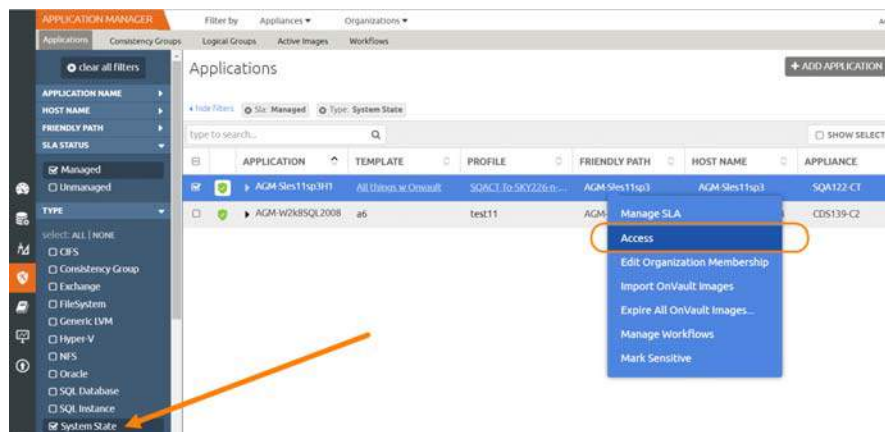 APPLICATION MANAGER Filter by Appliances Organizations
Applications Consistency Groups Logical Groups Active Images Workflows
clear all filters
Applications
+ ADD APPLICATION
APPLICATION NAME
HOST NAME
FRIENDLY PATH
SLA STATUS
Managed
Unmanaged
TYPE
select: ALL | NONE
CIFS
Consistency Group
Exchange
FileSystem
Generic LVM
Hyper-V
NFS
Oracle
SQL Database
SQL Instance
System State
hide filters Sla: Managed Type: System State
type to search... SHOW SELECT
APPLICATION TEMPLATE PROFILE FRIENDLY PATH HOST NAME APPLIANCE
AGM-Sles11sp3H1 All things w Onvault AGM-Sles11sp3 AGM-Sles11sp3 SQA122-CT
AGM-W2k8SQL2008 a6 test11 AGM- CDS139-C2
Manage SLA
Access
Edit Organization Membership
Import OnVault Images
Expire All OnVault Images...
Manage Workflows
Mark Sensitive